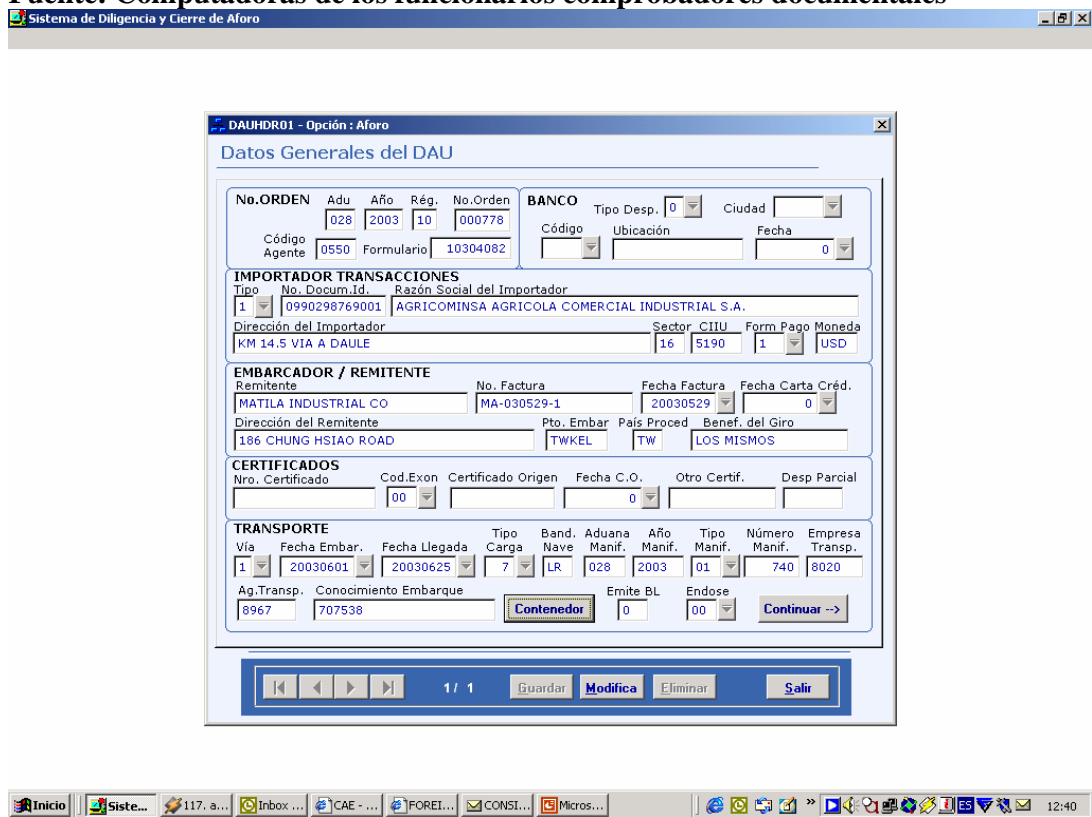 Fuente: Computadoras de los funcionarios comprobadores documentales
Sistema de Diligencia y Cierre de Aforo
DAUHDR01 - Opción : Aforo
Datos Generales del DAU
No.ORDEN Adu Año Rég. No.Orden
028 2003 10 000778
Código Agente 0550 Formulario 10304082
BANCO Tipo Desp. 0 Ciudad
Código Ubicación Fecha
0
IMPORTADOR TRANSACCIONES
Tipo No. Docum.Id. Razón Social del Importador
1 0990298769001 AGRICOMINSA AGRICOLA COMERCIAL INDUSTRIAL S.A.
Dirección del Importador Sector CIIU Form Pago Moneda
KM 14.5 VIA A DAULE 16 5190 1 USD
EMBARCADOR / REMITENTE
Remitente No. Factura Fecha Factura Fecha Carta Créd.
MATILA INDUSTRIAL CO MA-030529-1 20030529 0
Dirección del Remitente Pto. Embar País Proced Benef. del Giro
186 CHUNG HSIAO ROAD TWKEL TW LOS MISMOS
CERTIFICADOS
Nro. Certificado Cod.Exon Certificado Origen Fecha C.O. Otro Certif. Desp Parcial
00 0
TRANSPORTE
Vía Fecha Embar. Fecha Llegada Tipo Carga Band. Nave Aduana Manif. Año Manif. Tipo Manif. Número Manif. Empresa Transp.
1 20030601 20030625 7 LR 028 2003 01 740 8020
Ag.Transp. Conocimiento Embarque Emite BL Endose
8967 707538 Contenedor 0 00 Continuar -->
1/ 1 Guardar Modifica Eliminar Salir
Inicio Siste... 117. a... Inbox ... CAE - ... FOREI... CONSI... Micros... » ES 12:40